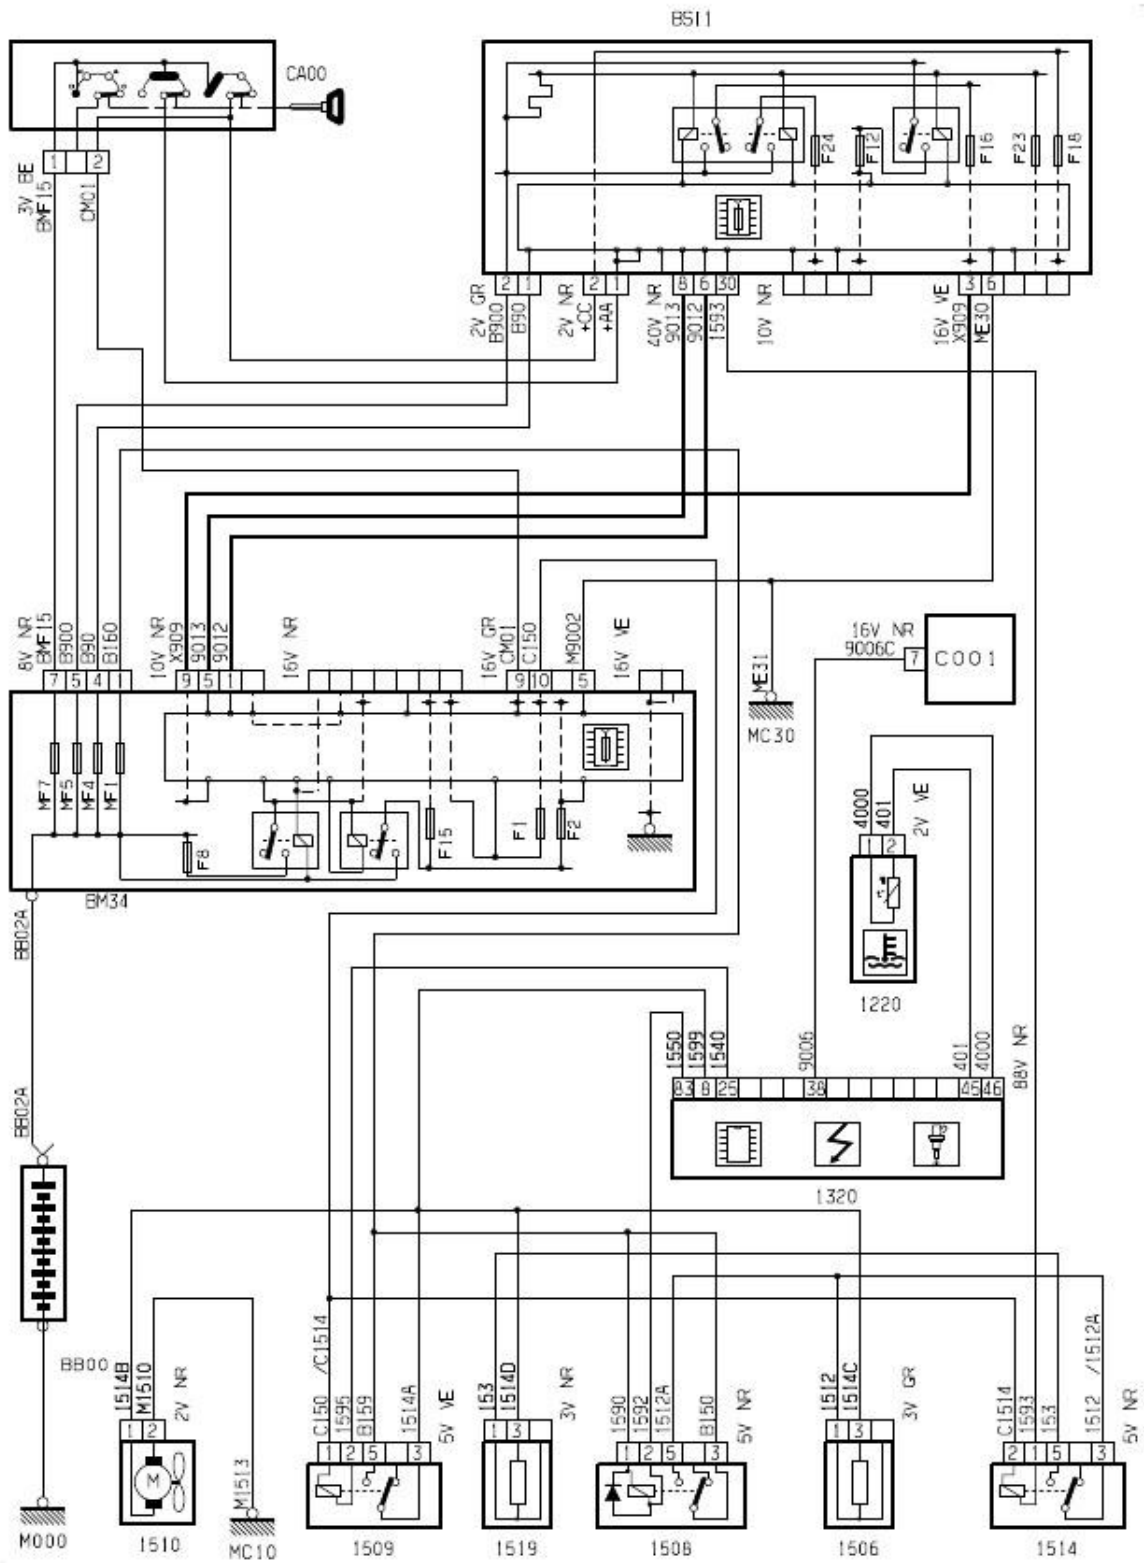 BSI1
CA00
1 2
3V BE
BMF15
CM01
F24
F12
F16
F23
F18
2 1
2 1
8 6 30
3 6
2V GR
B900
B90
2V NR
+CC
+AA
40V NR
9013
9012
1593
10V NR
16V VE
X909
ME30
8V NR
BMF15
B900
B90
B160
10V NR
X909
9013
9012
16V NR
16V GR
CM01
C150
M9002
16V VE
7 5 4 1
9 5 1
9 10 5
ME31
MC30
16V NR
9006C
7
C001
MF7
MF5
MF4
MF1
F8
F15
F1
F2
BM34
BB02A
4000
401
2V VE
1 2
1220
1550
1599
1540
9006
401
4000
88V NR
83 8 25 38 45 46
1320
BB02A
BB00
1514B
M1510
2V NR
1 2
M
1510
M000
M1513
MC10
C150 /C1514
1595
B159
1514A
5V VE
1 2 5 3
1509
153
1514D
3V NR
1 3
1519
1590
1592
1512A
B150
5V NR
1 2 5 3
1508
1512
1514C
3V GR
1 3
1506
C1514
1593
153
1512 /1512A
5V NR
2 1 5 3
1514